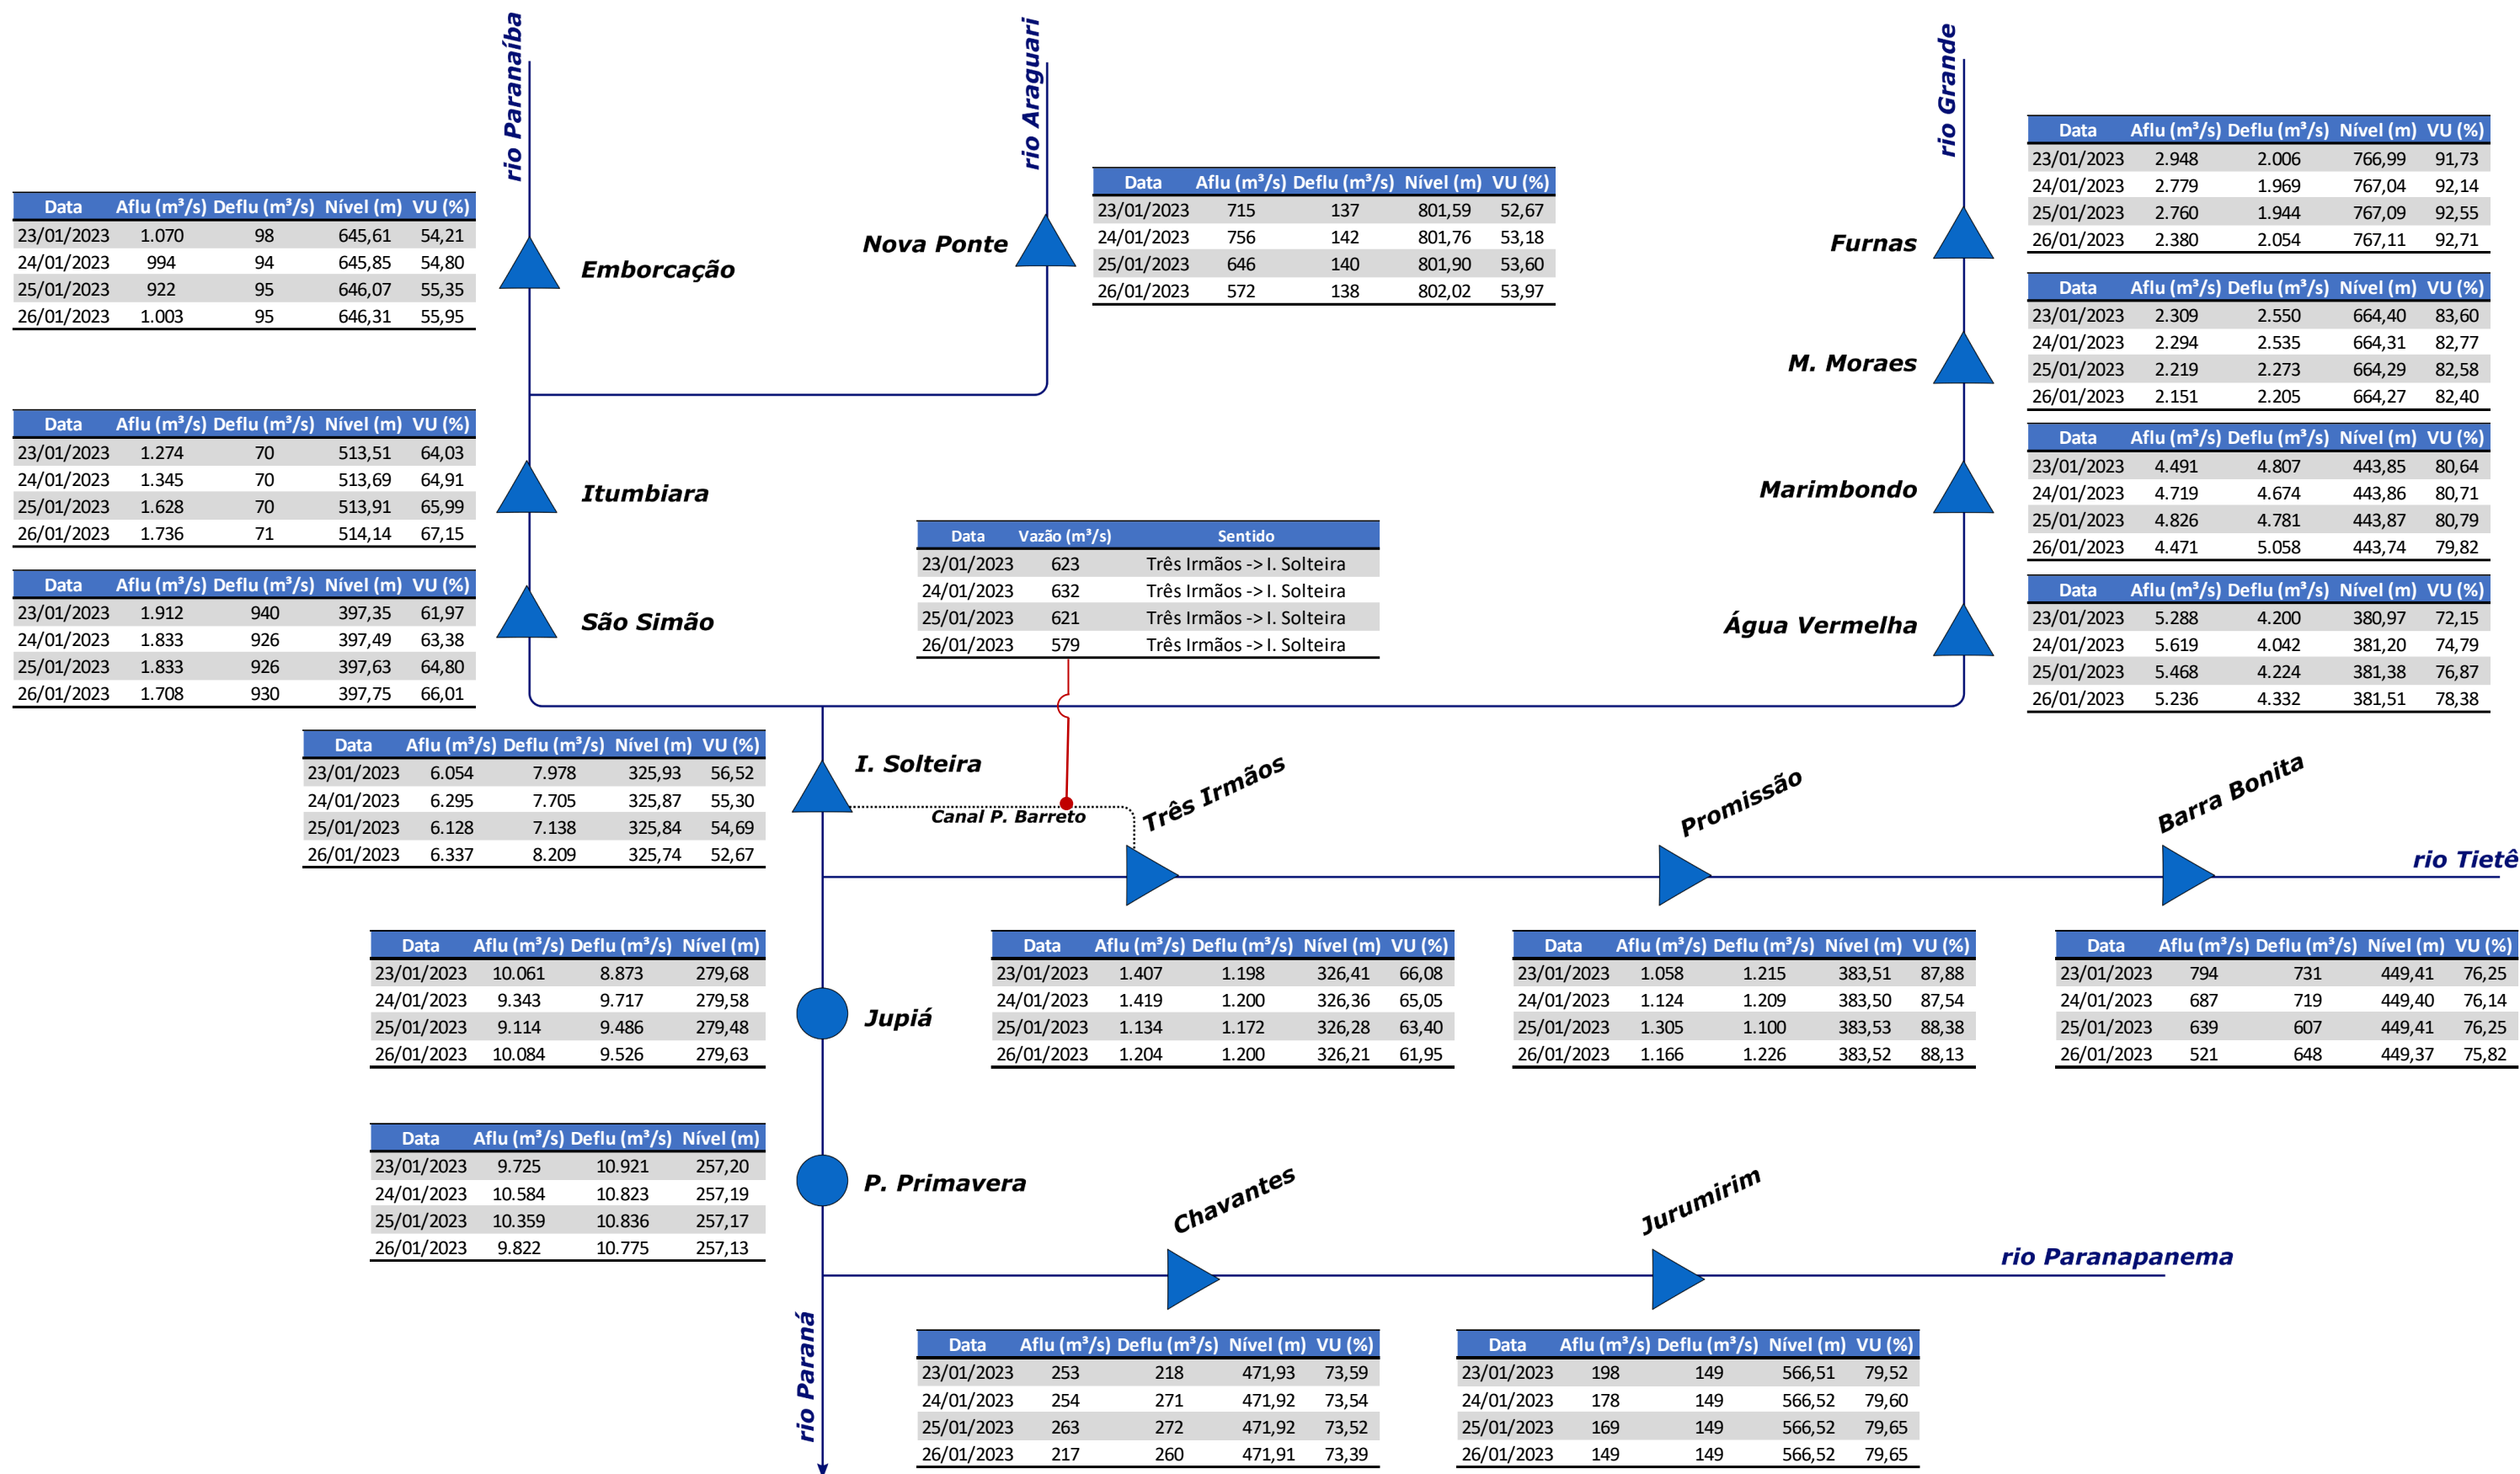 rio Paranaíba
rio Araguari
rio Grande
Data Aflu (m³/s) Deflu (m³/s) Nível (m) VU (%)
23/01/2023 2.948 2.006 766,99 91,73
24/01/2023 2.779 1.969 767,04 92,14
25/01/2023 2.760 1.944 767,09 92,55
26/01/2023 2.380 2.054 767,11 92,71
Furnas
Data Aflu (m³/s) Deflu (m³/s) Nível (m) VU (%)
23/01/2023 715 137 801,59 52,67
24/01/2023 756 142 801,76 53,18
25/01/2023 646 140 801,90 53,60
26/01/2023 572 138 802,02 53,97
Nova Ponte
Data Aflu (m³/s) Deflu (m³/s) Nível (m) VU (%)
23/01/2023 1.070 98 645,61 54,21
24/01/2023 994 94 645,85 54,80
25/01/2023 922 95 646,07 55,35
26/01/2023 1.003 95 646,31 55,95
Emborcação
Data Aflu (m³/s) Deflu (m³/s) Nível (m) VU (%)
23/01/2023 2.309 2.550 664,40 83,60
24/01/2023 2.294 2.535 664,31 82,77
25/01/2023 2.219 2.273 664,29 82,58
26/01/2023 2.151 2.205 664,27 82,40
M. Moraes
Data Aflu (m³/s) Deflu (m³/s) Nível (m) VU (%)
23/01/2023 1.274 70 513,51 64,03
24/01/2023 1.345 70 513,69 64,91
25/01/2023 1.628 70 513,91 65,99
26/01/2023 1.736 71 514,14 67,15
Itumbiara
Data Aflu (m³/s) Deflu (m³/s) Nível (m) VU (%)
23/01/2023 4.491 4.807 443,85 80,64
24/01/2023 4.719 4.674 443,86 80,71
25/01/2023 4.826 4.781 443,87 80,79
26/01/2023 4.471 5.058 443,74 79,82
Marimbondo
Data Vazão (m³/s) Sentido
23/01/2023 623 Três Irmãos -> I. Solteira
24/01/2023 632 Três Irmãos -> I. Solteira
25/01/2023 621 Três Irmãos -> I. Solteira
26/01/2023 579 Três Irmãos -> I. Solteira
Data Aflu (m³/s) Deflu (m³/s) Nível (m) VU (%)
23/01/2023 1.912 940 397,35 61,97
24/01/2023 1.833 926 397,49 63,38
25/01/2023 1.833 926 397,63 64,80
26/01/2023 1.708 930 397,75 66,01
São Simão
Data Aflu (m³/s) Deflu (m³/s) Nível (m) VU (%)
23/01/2023 5.288 4.200 380,97 72,15
24/01/2023 5.619 4.042 381,20 74,79
25/01/2023 5.468 4.224 381,38 76,87
26/01/2023 5.236 4.332 381,51 78,38
Água Vermelha
Data Aflu (m³/s) Deflu (m³/s) Nível (m) VU (%)
23/01/2023 6.054 7.978 325,93 56,52
24/01/2023 6.295 7.705 325,87 55,30
25/01/2023 6.128 7.138 325,84 54,69
26/01/2023 6.337 8.209 325,74 52,67
I. Solteira
Canal P. Barreto
Três Irmãos
Promissão
Barra Bonita
rio Tietê
Data Aflu (m³/s) Deflu (m³/s) Nível (m)
23/01/2023 10.061 8.873 279,68
24/01/2023 9.343 9.717 279,58
25/01/2023 9.114 9.486 279,48
26/01/2023 10.084 9.526 279,63
Jupiá
Data Aflu (m³/s) Deflu (m³/s) Nível (m) VU (%)
23/01/2023 1.407 1.198 326,41 66,08
24/01/2023 1.419 1.200 326,36 65,05
25/01/2023 1.134 1.172 326,28 63,40
26/01/2023 1.204 1.200 326,21 61,95
Data Aflu (m³/s) Deflu (m³/s) Nível (m) VU (%)
23/01/2023 1.058 1.215 383,51 87,88
24/01/2023 1.124 1.209 383,50 87,54
25/01/2023 1.305 1.100 383,53 88,38
26/01/2023 1.166 1.226 383,52 88,13
Data Aflu (m³/s) Deflu (m³/s) Nível (m) VU (%)
23/01/2023 794 731 449,41 76,25
24/01/2023 687 719 449,40 76,14
25/01/2023 639 607 449,41 76,25
26/01/2023 521 648 449,37 75,82
Data Aflu (m³/s) Deflu (m³/s) Nível (m)
23/01/2023 9.725 10.921 257,20
24/01/2023 10.584 10.823 257,19
25/01/2023 10.359 10.836 257,17
26/01/2023 9.822 10.775 257,13
P. Primavera
Chavantes
Jurumirim
rio Paranapanema
rio Paraná
Data Aflu (m³/s) Deflu (m³/s) Nível (m) VU (%)
23/01/2023 253 218 471,93 73,59
24/01/2023 254 271 471,92 73,54
25/01/2023 263 272 471,92 73,52
26/01/2023 217 260 471,91 73,39
Data Aflu (m³/s) Deflu (m³/s) Nível (m) VU (%)
23/01/2023 198 149 566,51 79,52
24/01/2023 178 149 566,52 79,60
25/01/2023 169 149 566,52 79,65
26/01/2023 149 149 566,52 79,65